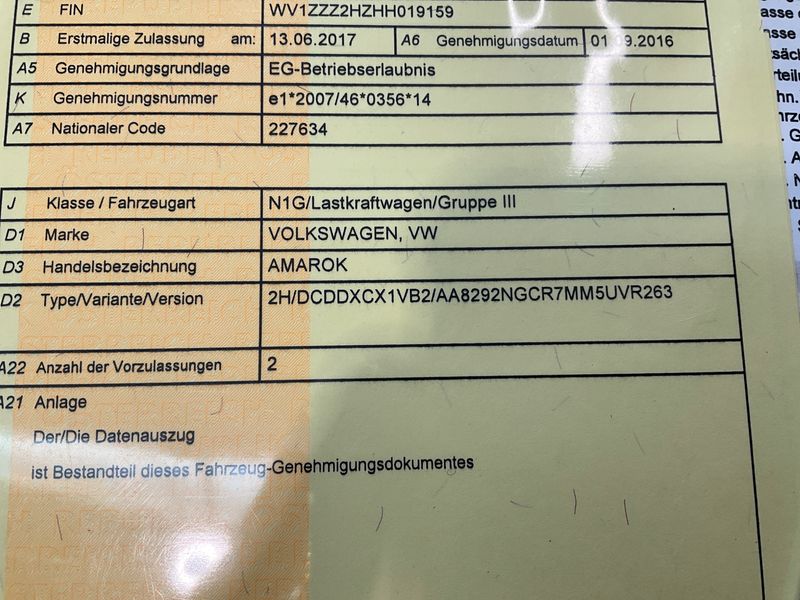 E FIN WV1ZZZ2HZHH019159
B Erstmalige Zulassung am: 13.06.2017 A6 Genehmigungsdatum 01 9.2016
A5 Genehmigungsgrundlage EG-Betriebserlaubnis
K Genehmigungsnummer e1*2007/46*0356*14
A7 Nationaler Code 227634
J Klasse / Fahrzeugart N1G/Lastkraftwagen/Gruppe III
D1 Marke VOLKSWAGEN, VW
D3 Handelsbezeichnung AMAROK
D2 Type/Variante/Version 2H/DCDDXCX1VB2/AA8292NGCR7MM5UVR263
A22 Anzahl der Vorzulassungen 2
A21 Anlage
Der/Die Datenauszug
ist Bestandteil dieses Fahrzeug-Genehmigungsdokumentes